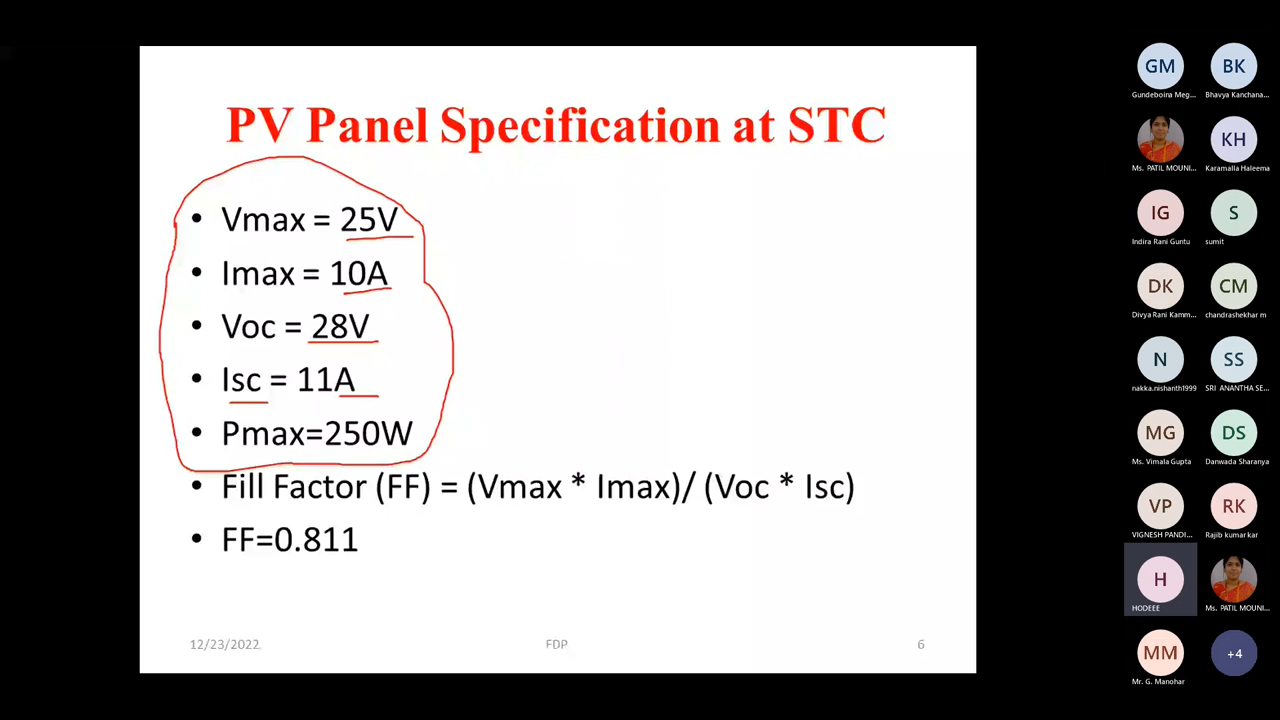 PV Panel Specification at STC
• Vmax = 25V
• Imax = 10A
• Voc = 28V
• Isc = 11A
• Pmax=250W
• Fill Factor (FF) = (Vmax * Imax)/ (Voc * Isc)
• FF=0.811
12/23/2022
FDP
6
GM
BK
Gundeboina Meg...
Bhavya Kanchana...
KH
Ms. PATIL MOUNI...
Karamalla Haleema
IG
S
Indira Rani Guntu
sumit
DK
CM
Divya Rani Kamm...
chandrashekhar m
N
SS
nakka.nishanth1999
SRI ANANTHA SE...
MG
DS
Ms. Vimala Gupta
Danwada Sharanya
VP
RK
VIGNESH PANDI...
Rajib kumar kar
H
HODEEE
Ms. PATIL MOUNI...
MM
+4
Mr. G. Manohar